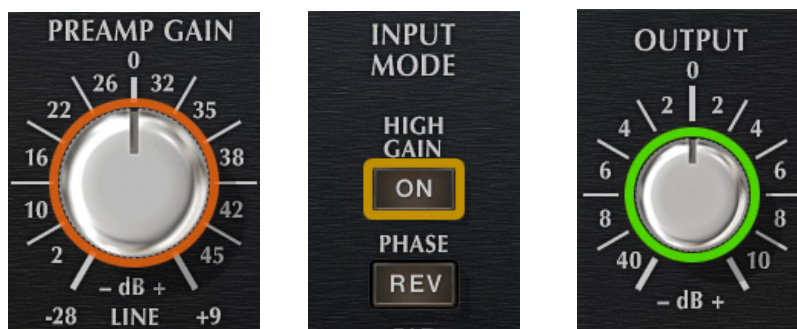 PREAMP GAIN
0
26 32
22 35
16 38
10 42
2 45
- dB +
-28 LINE +9
INPUT
MODE
HIGH
GAIN
ON
PHASE
REV
OUTPUT
0
2 2
4 4
6 6
8 8
40 10
- dB +